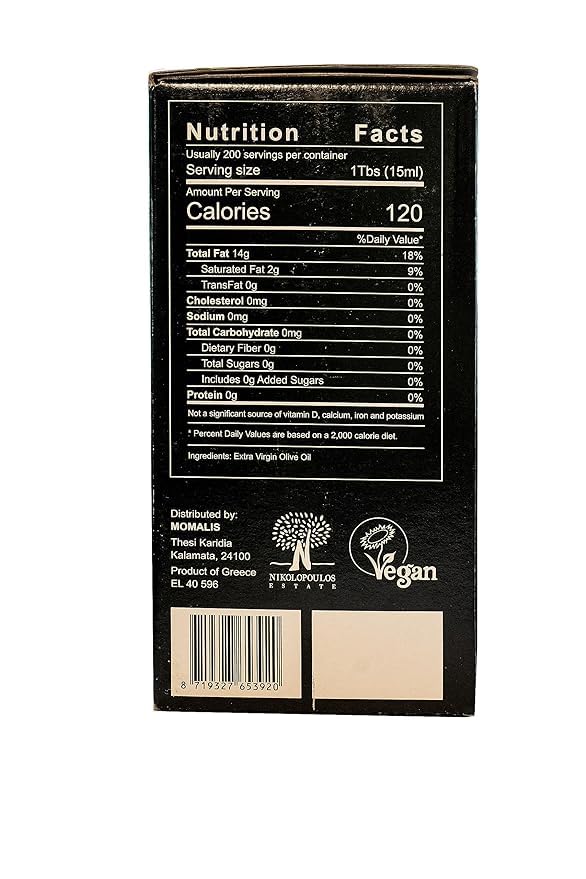 Nutrition Facts
Usually 200 servings per container
Serving size 1Tbs (15ml)
Amount Per Serving
Calories 120
%Daily Value*
Total Fat 14g 18%
Saturated Fat 2g 9%
TransFat 0g 0%
Cholesterol 0mg 0%
Sodium 0mg 0%
Total Carbohydrate 0mg 0%
Dietary Fiber 0g 0%
Total Sugars 0g 0%
Includes 0g Added Sugars 0%
Protein 0g 0%
Not a significant source of vitamin D, calcium, iron and potassium
* Percent Daily Values are based on a 2,000 calorie diet.
Ingredients: Extra Virgin Olive Oil
Distributed by:
MOMALIS
Thesi Karidia
Kalamata, 24100
Product of Greece
EL 40 596
NIKOLOPOULOS
ESTATE
Vegan
8 719327 653920